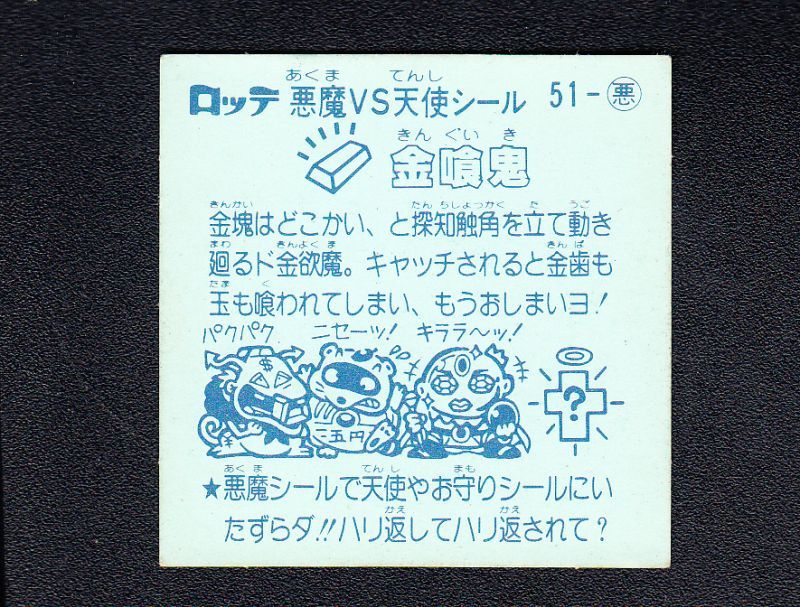 あくま てんし
ロッテ 悪魔VS天使シール 51-悪
きん ぐい き
金喰鬼
きんかい たんちしょっかく た うご
金塊はどこかい、と探知触角を立て動き
まわ きんよくま きんば
廻るド金欲魔。キャッチされると金歯も
たま く
玉も喰われてしまい、もうおしまいヨ！
パクパク ニセーッ！ キララ〜ッ！
$
二五円 ?
あくま てんし まも
★悪魔シールで天使やお守りシールにい
かえ かえ
たずらダ!!ハリ返してハリ返されて？